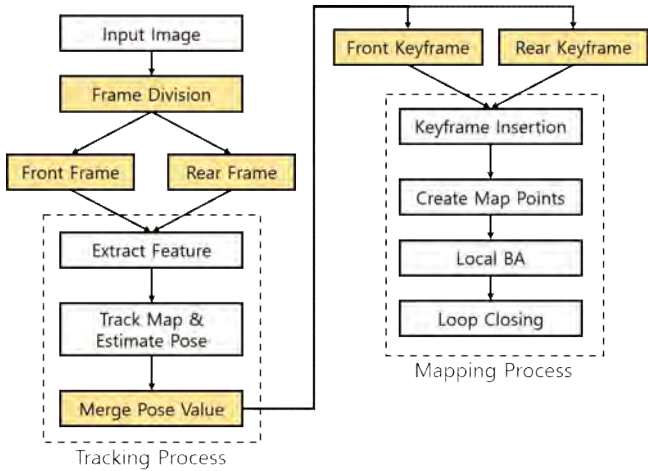 Input Image
Frame Division
Front Frame
Rear Frame
Extract Feature
Track Map &
Estimate Pose
Merge Pose Value
Tracking Process
Front Keyframe
Rear Keyframe
Keyframe Insertion
Create Map Points
Local BA
Loop Closing
Mapping Process